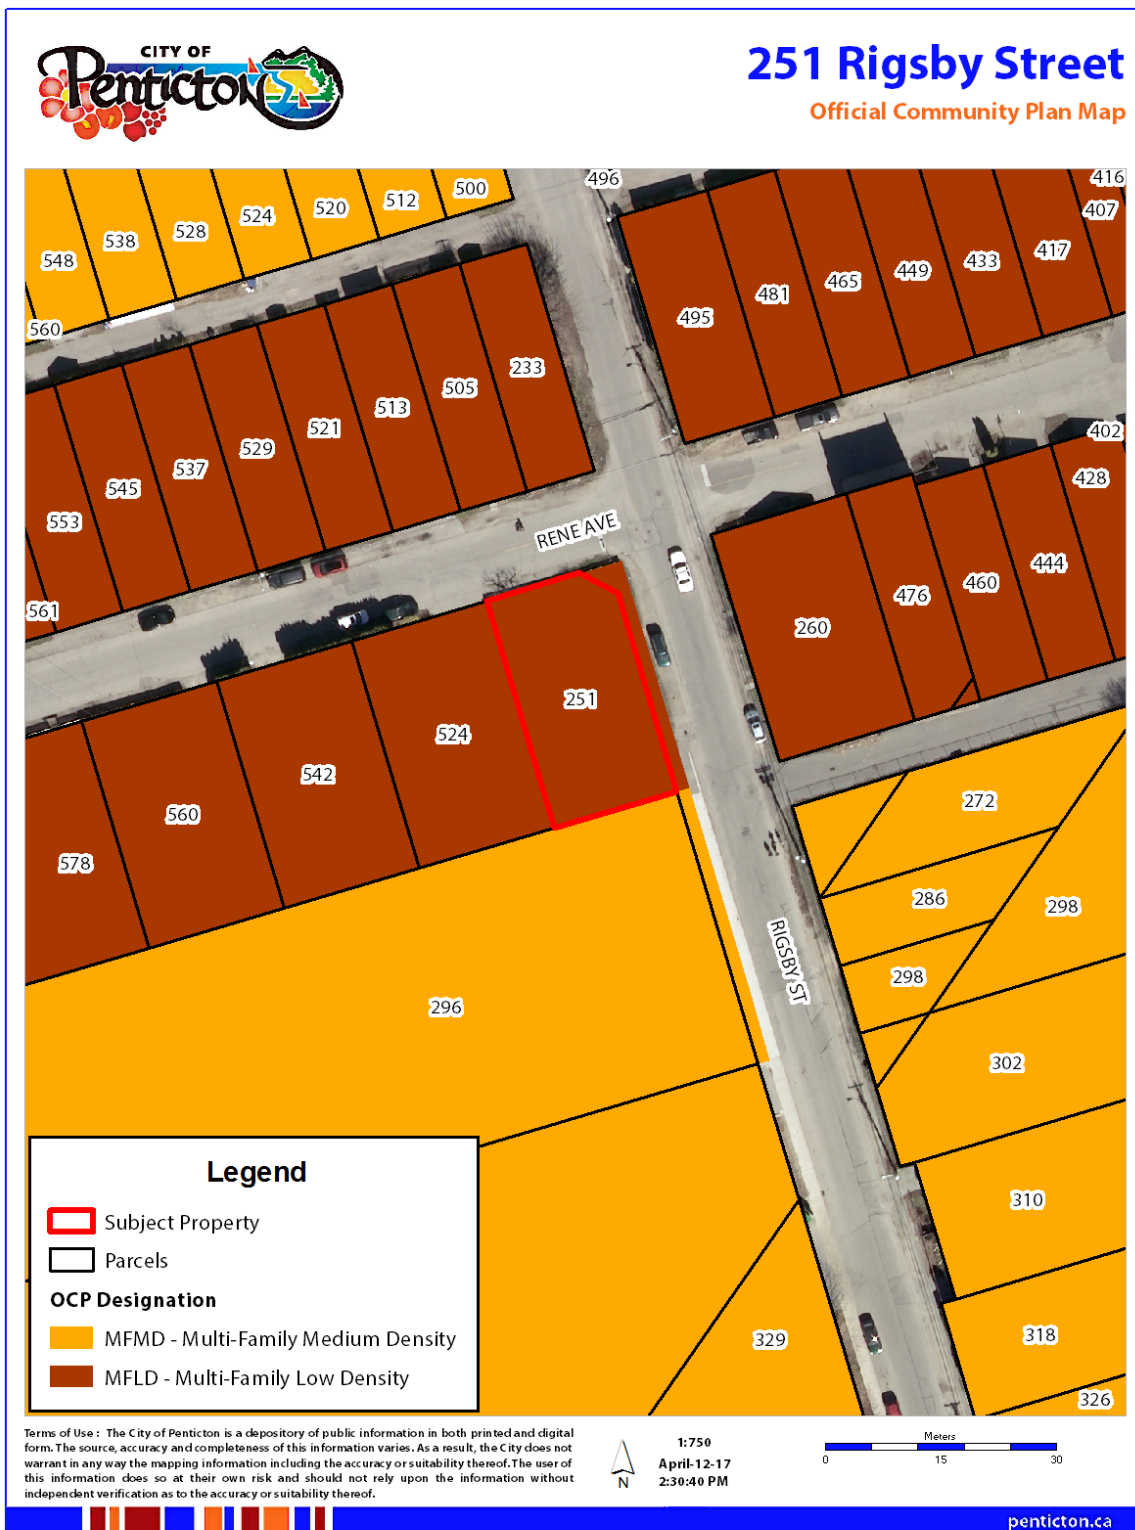 CITY OF
Penticton
251 Rigsby Street
Official Community Plan Map
548
538
528
524
520
512
500
496
416
407
560
495
481
465
449
433
417
553
545
537
529
521
513
505
233
561
RENE AVE
402
428
444
460
476
260
251
524
542
560
578
296
272
286
298
298
RIGSBY ST
302
310
318
326
329
Legend
Subject Property
Parcels
OCP Designation
MFMD - Multi-Family Medium Density
MFLD - Multi-Family Low Density
Terms of Use : The City of Penticton is a depository of public information in both printed and digital
form. The source, accuracy and completeness of this information varies. As a result, the City does not
warrant in any way the mapping information including the accuracy or suitability thereof. The user of
this information does so at their own risk and should not rely upon the information without
independent verification as to the accuracy or suitability thereof.
N
1:750
April-12-17
2:30:40 PM
Meters
0 15 30
penticton.ca